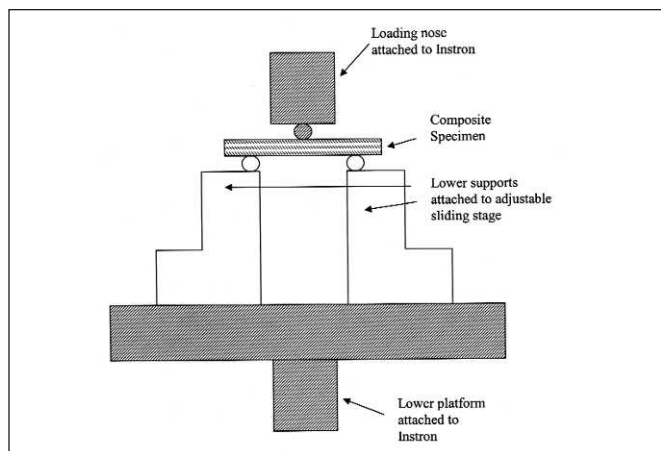 Loading nose
attached to Instron
Composite
Specimen
Lower supports
attached to adjustable
sliding stage
Lower platform
attached to
Instron